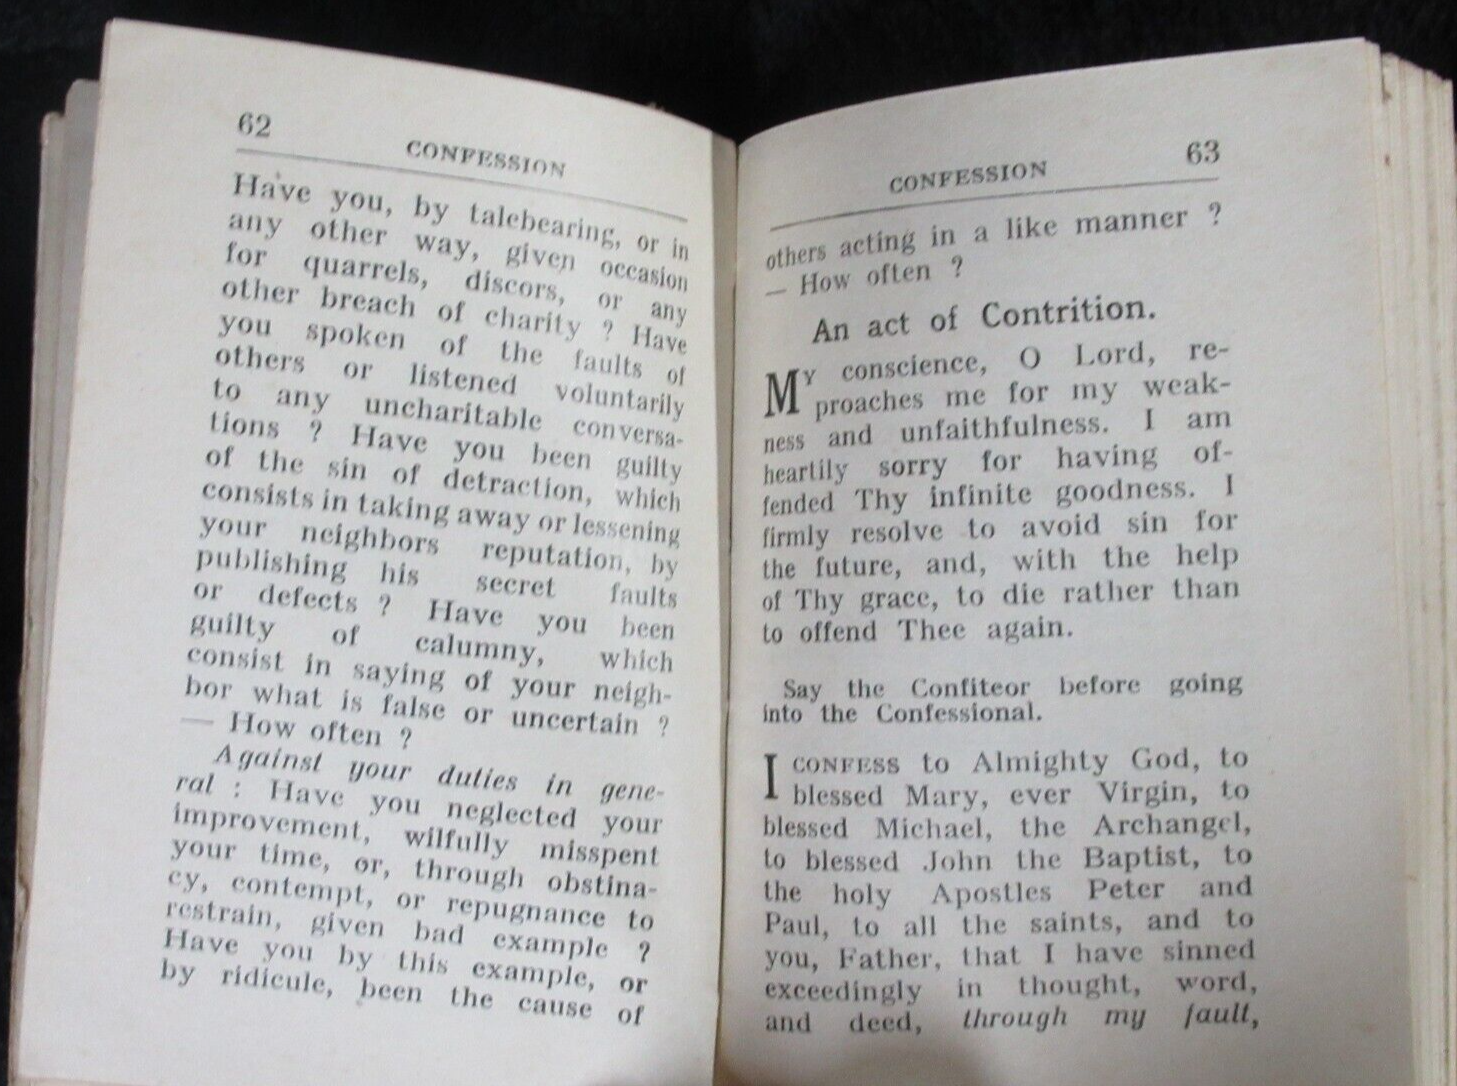 62
CONFESSION
Have you, by talebearing, or in
any other way, given occasion
for quarrels, discors, or any
other breach of charity ? Have
you spoken of the faults of
others or listened voluntarily
to any uncharitable conversa-
tions ? Have you been guilty
of the sin of detraction, which
consists in taking away or lessening
your neighbors reputation, by
publishing his secret faults
or defects ? Have you been
guilty of calumny, which
consist in saying of your neigh-
bor what is false or uncertain ?
— How often ?
Against your duties in gene-
ral : Have you neglected your
improvement, wilfully misspent
your time, or, through obstina-
cy, contempt, or repugnance to
restrain, given bad example ?
Have you by this example, or
by ridicule, been the cause of
CONFESSION
63
others acting in a like manner ?
— How often ?
An act of Contrition.
MY conscience, O Lord, re-
proaches me for my weak-
ness and unfaithfulness. I am
heartily sorry for having of-
fended Thy infinite goodness. I
firmly resolve to avoid sin for
the future, and, with the help
of Thy grace, to die rather than
to offend Thee again.
Say the Confiteor before going
into the Confessional.
I CONFESS to Almighty God, to
blessed Mary, ever Virgin, to
blessed Michael, the Archangel,
to blessed John the Baptist, to
the holy Apostles Peter and
Paul, to all the saints, and to
you, Father, that I have sinned
exceedingly in thought, word,
and deed, through my fault,